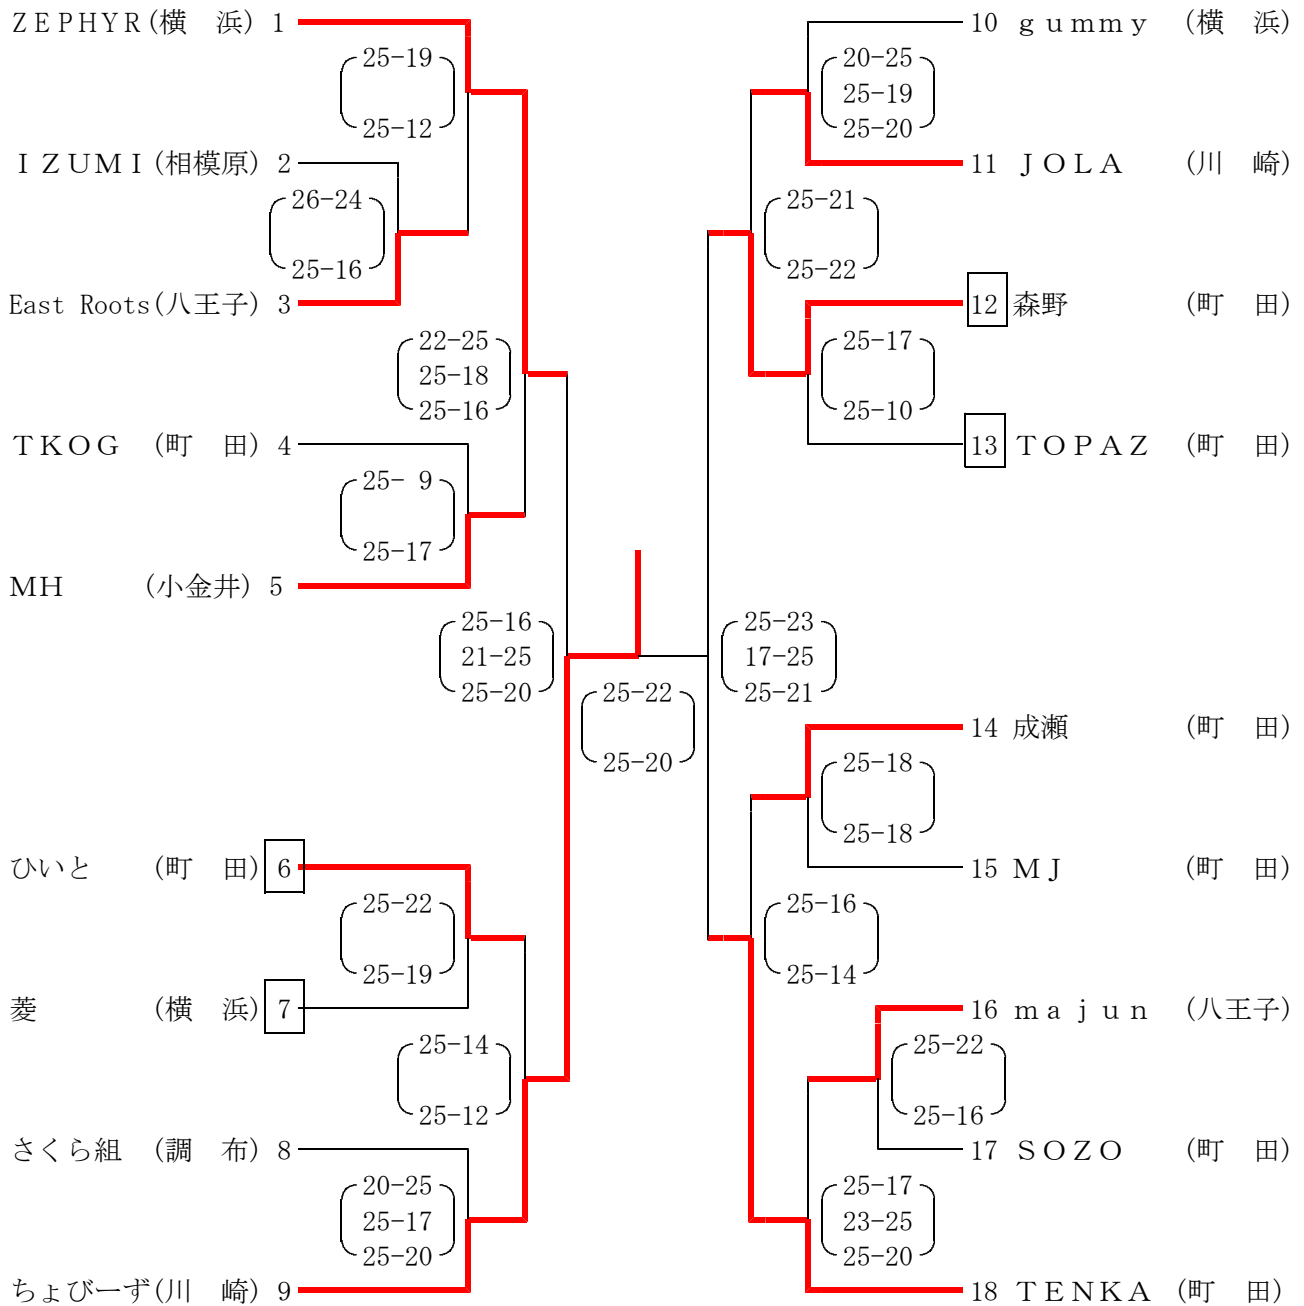 ＺＥＰＨＹＲ(横　浜) 1
25-19
25-12
ＩＺＵＭＩ(相模原) 2
26-24
25-16
East Roots(八王子) 3
22-25
25-18
25-16
ＴＫＯＧ　(町　田) 4
25- 9
25-17
ＭＨ　　　(小金井) 5
25-16
21-25
25-20
25-22
25-20
ひいと　　(町　田) 6
25-22
25-19
菱　　　　(横　浜) 7
25-14
25-12
さくら組　(調　布) 8
20-25
25-17
25-20
ちょびーず(川　崎) 9
10 ｇｕｍｍｙ　(横　浜)
20-25
25-19
25-20
11 ＪＯＬＡ　　(川　崎)
25-21
25-22
12 森野　　　　(町　田)
25-17
25-10
13 ＴＯＰＡＺ　(町　田)
25-23
17-25
25-21
14 成瀬　　　　(町　田)
25-18
25-18
15 ＭＪ　　　　(町　田)
25-16
25-14
16 ｍａｊｕｎ　(八王子)
25-22
25-16
17 ＳＯＺＯ　　(町　田)
25-17
23-25
25-20
18 ＴＥＮＫＡ　(町　田)